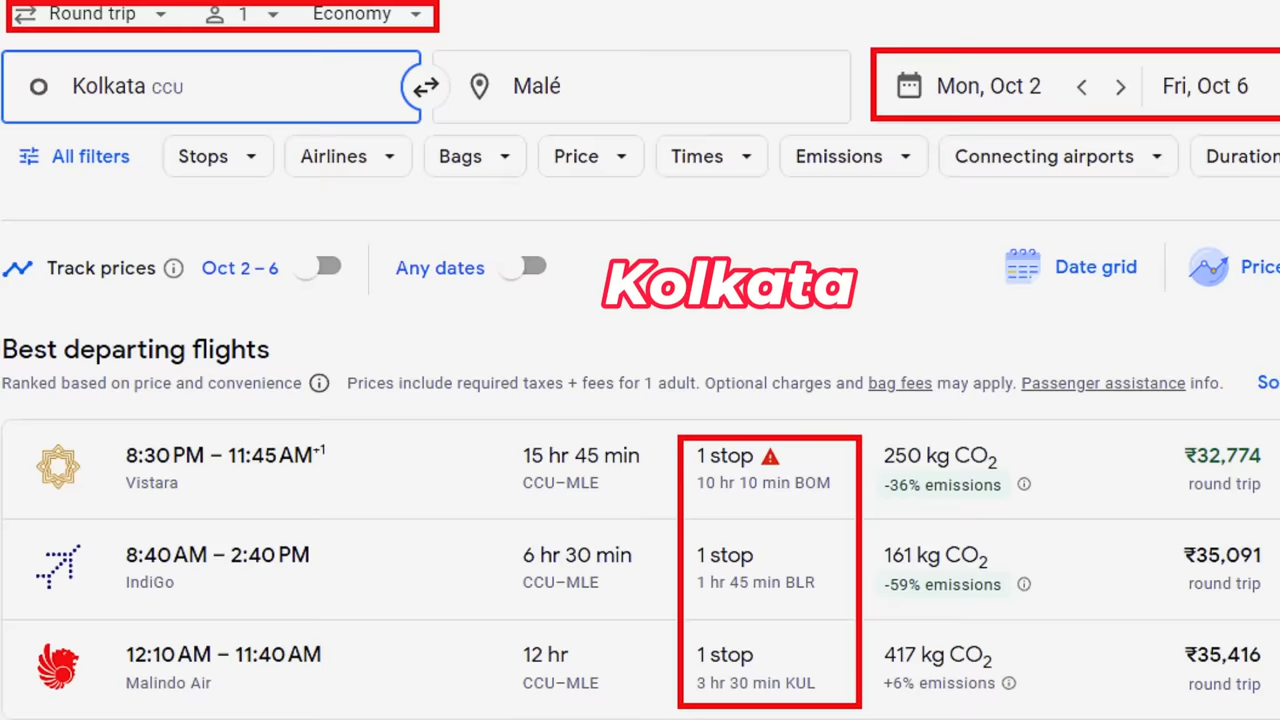 Round trip 1 Economy
Kolkata CCU Malé Mon, Oct 2 Fri, Oct 6
All filters Stops Airlines Bags Price Times Emissions Connecting airports Duration
Track prices Oct 2 – 6 Any dates Kolkata Date grid Price
Best departing flights
Ranked based on price and convenience Prices include required taxes + fees for 1 adult. Optional charges and bag fees may apply. Passenger assistance info. So
8:30 PM – 11:45 AM+1 15 hr 45 min 1 stop 250 kg CO2 ₹32,774
Vistara CCU–MLE 10 hr 10 min BOM -36% emissions round trip
8:40 AM – 2:40 PM 6 hr 30 min 1 stop 161 kg CO2 ₹35,091
IndiGo CCU–MLE 1 hr 45 min BLR -59% emissions round trip
12:10 AM – 11:40 AM 12 hr 1 stop 417 kg CO2 ₹35,416
Malindo Air CCU–MLE 3 hr 30 min KUL +6% emissions round trip